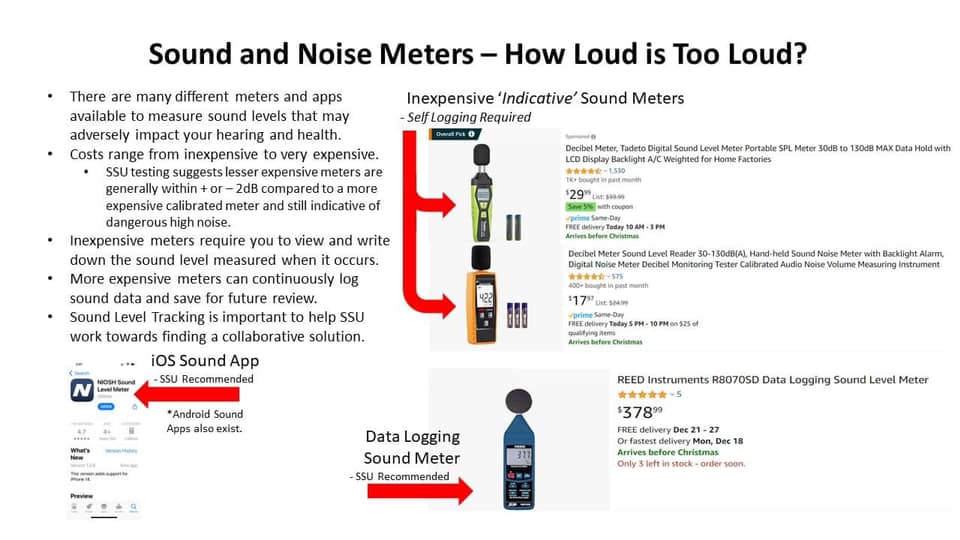 Sound and Noise Meters – How Loud is Too Loud?
• There are many different meters and apps
available to measure sound levels that may
adversely impact your hearing and health.
• Costs range from inexpensive to very expensive.
• SSU testing suggests lesser expensive meters are
generally within + or – 2dB compared to a more
expensive calibrated meter and still indicative of
dangerous high noise.
• Inexpensive meters require you to view and write
down the sound level measured when it occurs.
• More expensive meters can continuously log
sound data and save for future review.
• Sound Level Tracking is important to help SSU
work towards finding a collaborative solution.
Inexpensive ‘Indicative’ Sound Meters
- Self Logging Required
Overall Pick
Sponsored
Decibel Meter, Tadeto Digital Sound Level Meter Portable SPL Meter 30dB to 130dB MAX Data Hold with
LCD Display Backlight A/C Weighted for Home Factories
1,530
1K+ bought in past month
$29⁹⁹ List: $39.99
Save 5% with coupon
prime Same-Day
FREE delivery Today 10 AM - 3 PM
Arrives before Christmas
Decibel Meter Sound Level Reader 30-130dB(A), Hand-held Sound Noise Meter with Backlight Alarm,
Digital Noise Meter Decibel Monitoring Tester Calibrated Audio Noise Volume Measuring Instrument
575
400+ bought in past month
$17⁹⁷ List: $24.99
prime Same-Day
FREE delivery Today 5 PM - 10 PM on $25 of
qualifying items
Arrives before Christmas
42.2
iOS Sound App
- SSU Recommended
*Android Sound
Apps also exist.
Search
NIOSH Sound
Level Meter
OPEN
4.7
4+
What's
New
Version History
This version adds support for
iPhone 14.
Preview
Data Logging
Sound Meter
- SSU Recommended
REED
37.7
REED Instruments R8070SD Data Logging Sound Level Meter
5
$378⁹⁹
FREE delivery Dec 21 - 27
Or fastest delivery Mon, Dec 18
Arrives before Christmas
Only 3 left in stock - order soon.